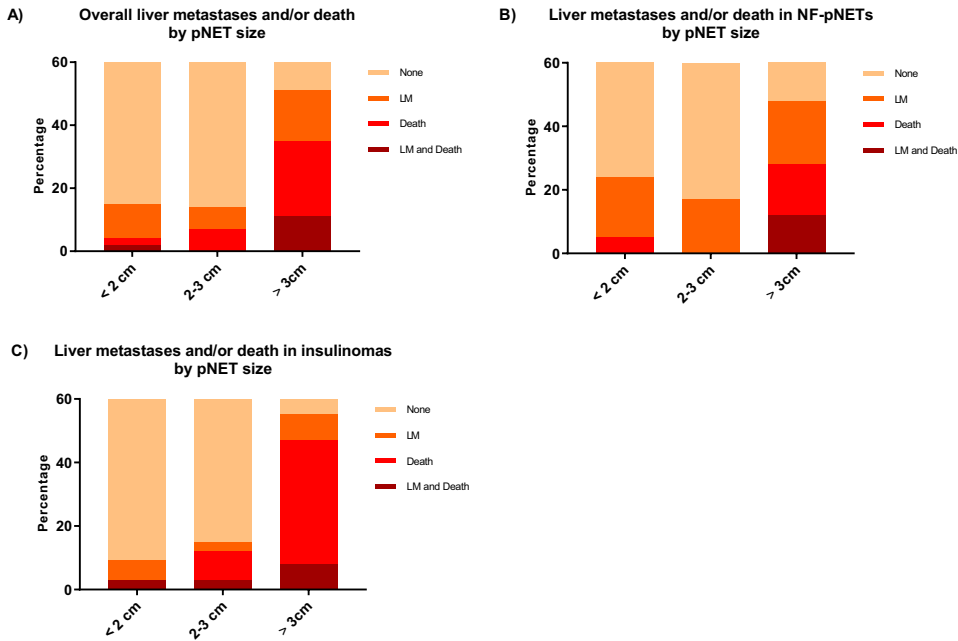 A)
Overall liver metastases and/or death
by pNET size
Percentage
60
40
20
0
< 2 cm
2-3 cm
> 3cm
None
LM
Death
LM and Death
B)
Liver metastases and/or death in NF-pNETs
by pNET size
Percentage
60
40
20
0
< 2 cm
2-3 cm
> 3cm
None
LM
Death
LM and Death
C)
Liver metastases and/or death in insulinomas
by pNET size
Percentage
60
40
20
0
< 2 cm
2-3 cm
> 3cm
None
LM
Death
LM and Death